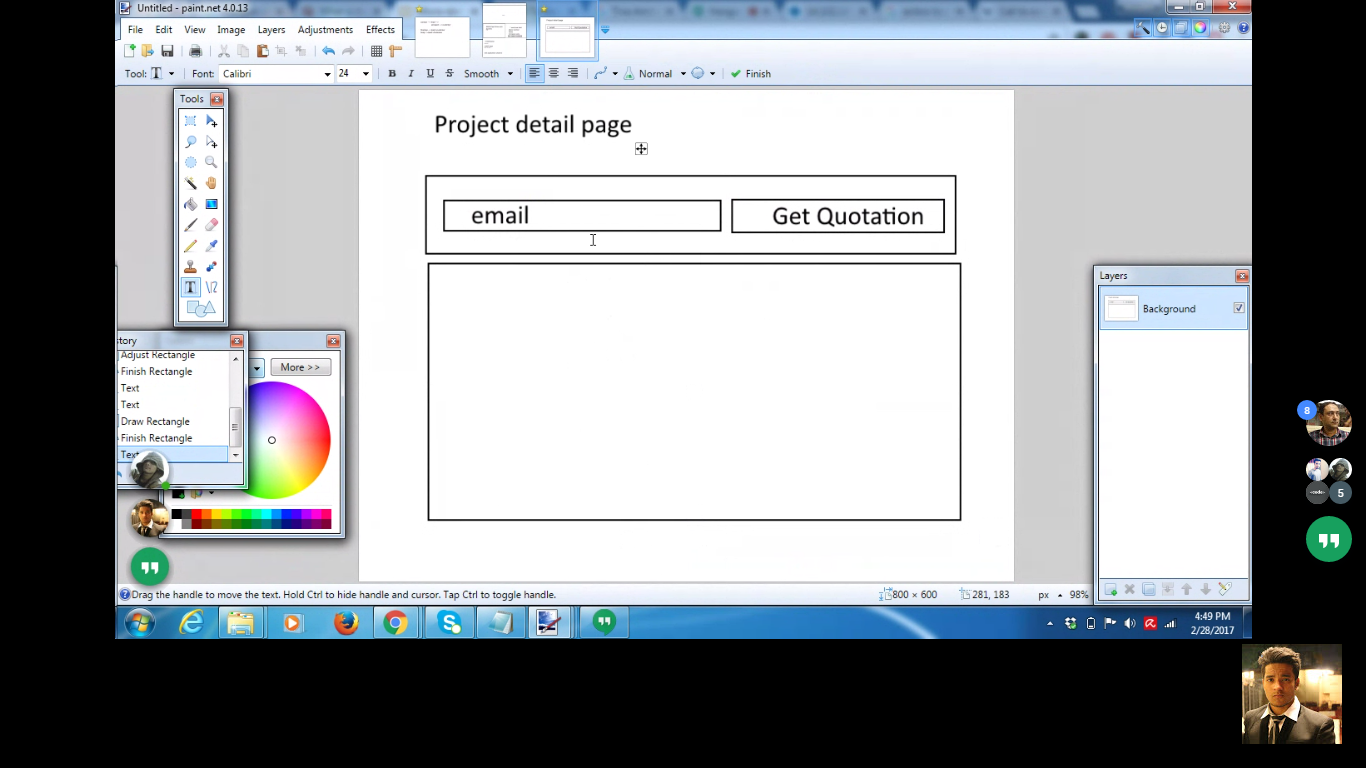 Untitled - paint.net 4.0.13
File Edit View Image Layers Adjustments Effects
Tool: T Font: Calibri 24 B I U S Smooth Normal Finish
Tools
Project detail page
email
Get Quotation
Layers
Background
story
Adjust Rectangle
Finish Rectangle
Text
Text
Draw Rectangle
Finish Rectangle
Text
More >>
8
5
Drag the handle to move the text. Hold Ctrl to hide handle and cursor. Tap Ctrl to toggle handle.
800 × 600
281, 183
px
98%
4:49 PM
2/28/2017